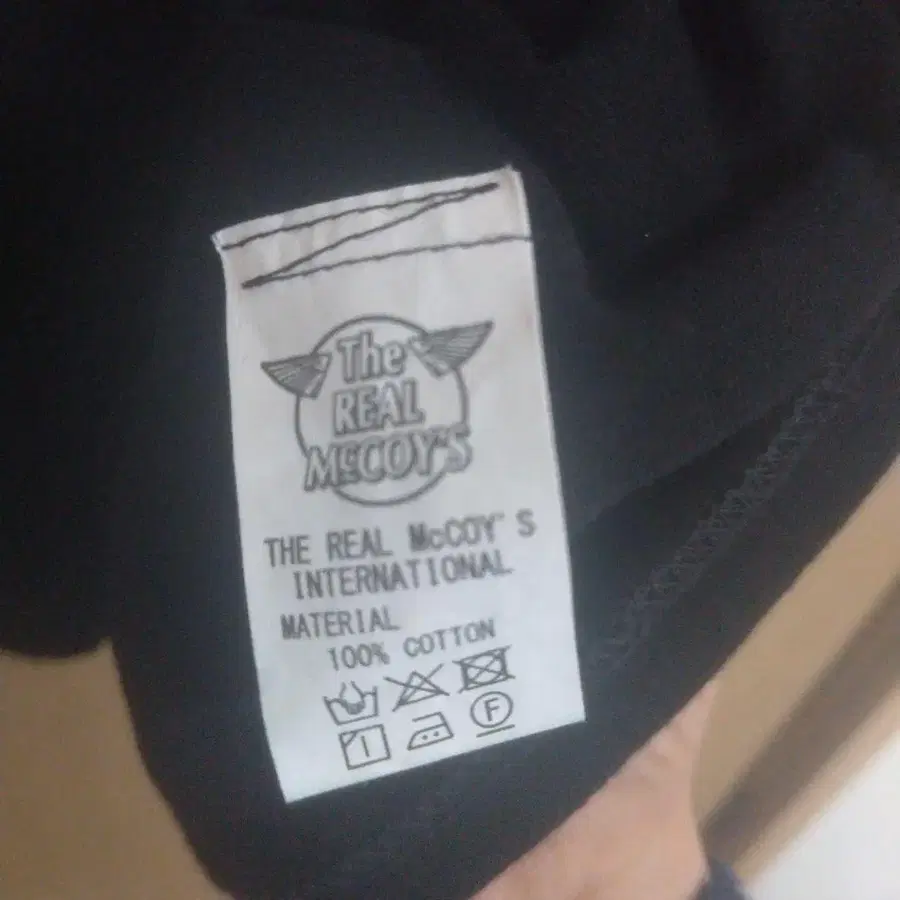 The
REAL
McCOY'S
THE REAL McCOY'S
INTERNATIONAL
MATERIAL
100% COTTON
F